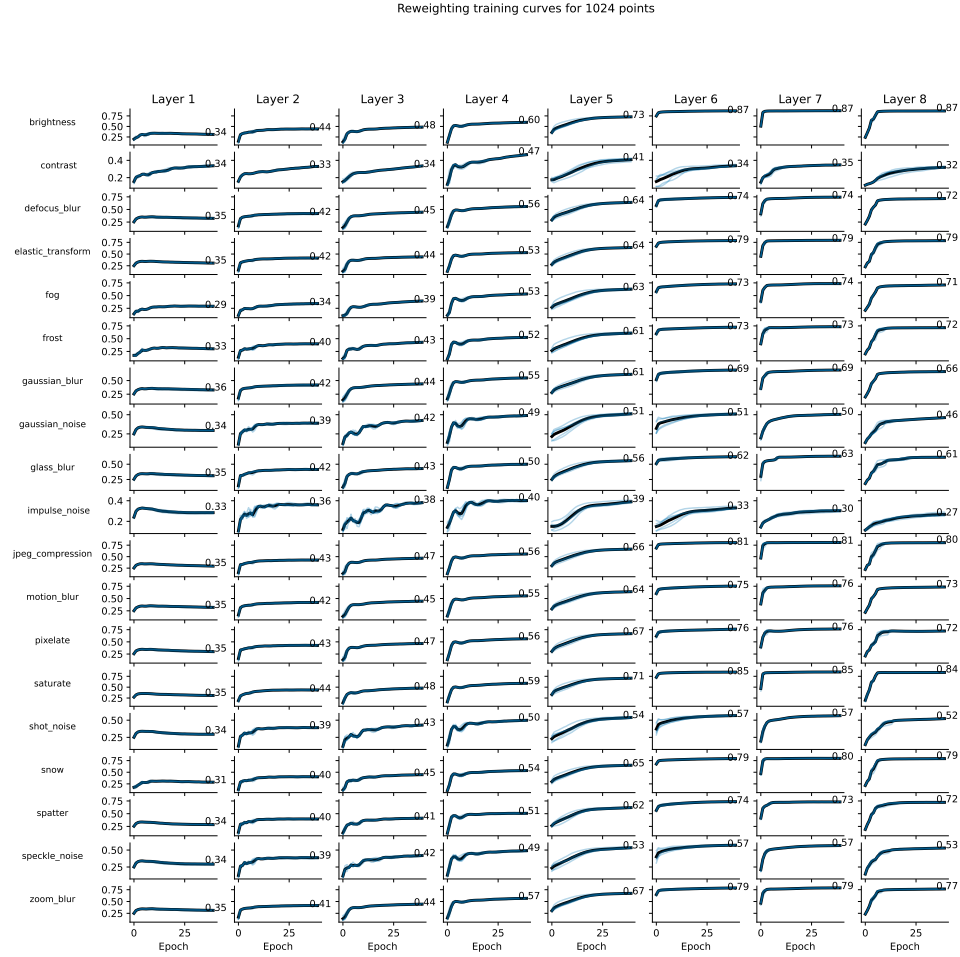 Reweighting training curves for 1024 points
Layer 1 Layer 2 Layer 3 Layer 4 Layer 5 Layer 6 Layer 7 Layer 8
brightness 0.75 0.50 0.25 0.34 0.44 0.48 0.60 0.73 0.87 0.87 0.87
contrast 0.4 0.2 0.34 0.33 0.34 0.47 0.41 0.34 0.35 0.32
defocus_blur 0.75 0.50 0.25 0.35 0.42 0.45 0.56 0.64 0.74 0.74 0.72
elastic_transform 0.75 0.50 0.25 0.35 0.42 0.44 0.53 0.64 0.79 0.79 0.79
fog 0.75 0.50 0.25 0.29 0.34 0.39 0.53 0.63 0.73 0.74 0.71
frost 0.75 0.50 0.25 0.33 0.40 0.43 0.52 0.61 0.73 0.73 0.72
gaussian_blur 0.50 0.25 0.36 0.42 0.44 0.55 0.61 0.69 0.69 0.66
gaussian_noise 0.50 0.25 0.34 0.39 0.42 0.49 0.51 0.51 0.50 0.46
glass_blur 0.50 0.25 0.35 0.42 0.43 0.50 0.56 0.62 0.63 0.61
impulse_noise 0.4 0.2 0.33 0.36 0.38 0.40 0.39 0.33 0.30 0.27
jpeg_compression 0.75 0.50 0.25 0.35 0.43 0.47 0.56 0.66 0.81 0.81 0.80
motion_blur 0.75 0.50 0.25 0.35 0.42 0.45 0.55 0.64 0.75 0.76 0.73
pixelate 0.75 0.50 0.25 0.35 0.43 0.47 0.56 0.67 0.76 0.76 0.72
saturate 0.75 0.50 0.25 0.35 0.44 0.48 0.59 0.71 0.85 0.85 0.84
shot_noise 0.50 0.25 0.34 0.39 0.43 0.50 0.54 0.57 0.57 0.52
snow 0.75 0.50 0.25 0.31 0.40 0.45 0.54 0.65 0.79 0.80 0.79
spatter 0.75 0.50 0.25 0.34 0.40 0.41 0.51 0.62 0.74 0.73 0.72
speckle_noise 0.50 0.25 0.34 0.39 0.42 0.49 0.53 0.57 0.57 0.53
zoom_blur 0.75 0.50 0.25 0.35 0.41 0.44 0.57 0.67 0.79 0.79 0.77
0 25 0 25 0 25 0 25 0 25 0 25 0 25 0 25
Epoch Epoch Epoch Epoch Epoch Epoch Epoch Epoch